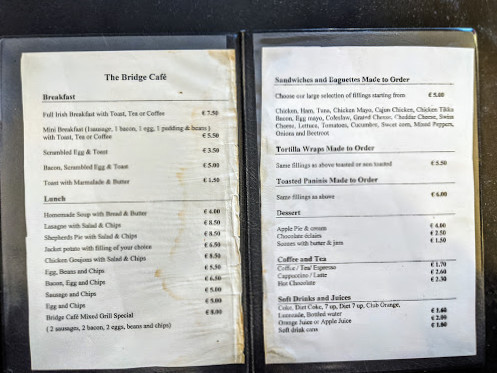 The Bridge Café
Breakfast
Full Irish Breakfast with Toast, Tea or Coffee € 7.50
Mini Breakfast (1sausage, 1 bacon, 1 egg, 1 pudding & beans )
with Toast, Tea or Coffee € 5.50
Scrambled Egg & Toast € 3.50
Bacon, Scrambled Egg & Toast € 5.00
Toast with Marmalade & Butter € 1.50
Lunch
Homemade Soup with Bread & Butter € 4.00
Lasagne with Salad & Chips € 8.50
Shepherds Pie with Salad & Chips € 8.50
Jacket potato with filling of your choice € 6.50
Chicken Goujons with Salad & Chips € 8.50
Egg, Beans and Chips € 5.50
Bacon, Egg and Chips € 6.50
Sausage and Chips € 5.00
Egg and Chips € 5.00
Bridge Café Mixed Grill Special € 8.00
( 2 sausages, 2 bacon, 2 eggs, beans and chips)
Sandwiches and Baguettes Made to Order
Choose our large selection of fillings starting from € 5.00
Chicken, Ham, Tuna, Chicken Mayo, Cajun Chicken, Chicken Tikka
Bacon, Egg mayo, Coleslaw, Grated Cheese, Cheddar Cheese, Swiss
Cheese, Lettuce, Tomatoes, Cucumber, Sweet corn, Mixed Peppers,
Onions and Beetroot
Tortilla Wraps Made to Order
Same fillings as above toasted or non toasted € 5.50
Toasted Paninis Made to Order
Same fillings as above € 6.00
Dessert
Apple Pie & cream € 4.00
Chocolate éclairs € 2.50
Scones with butter & jam € 1.50
Coffee and Tea
Coffee / Tea/ Espresso € 1.70
Cappuccino / Latte € 2.60
Hot Chocolate € 2.30
Soft Drinks and Juices
Coke, Diet Coke, 7 up, Diet 7 up, Club Orange,
Lemonade, Bottled water € 1.60
Orange Juice or Apple Juice € 2.00
Soft drink cans € 1.80